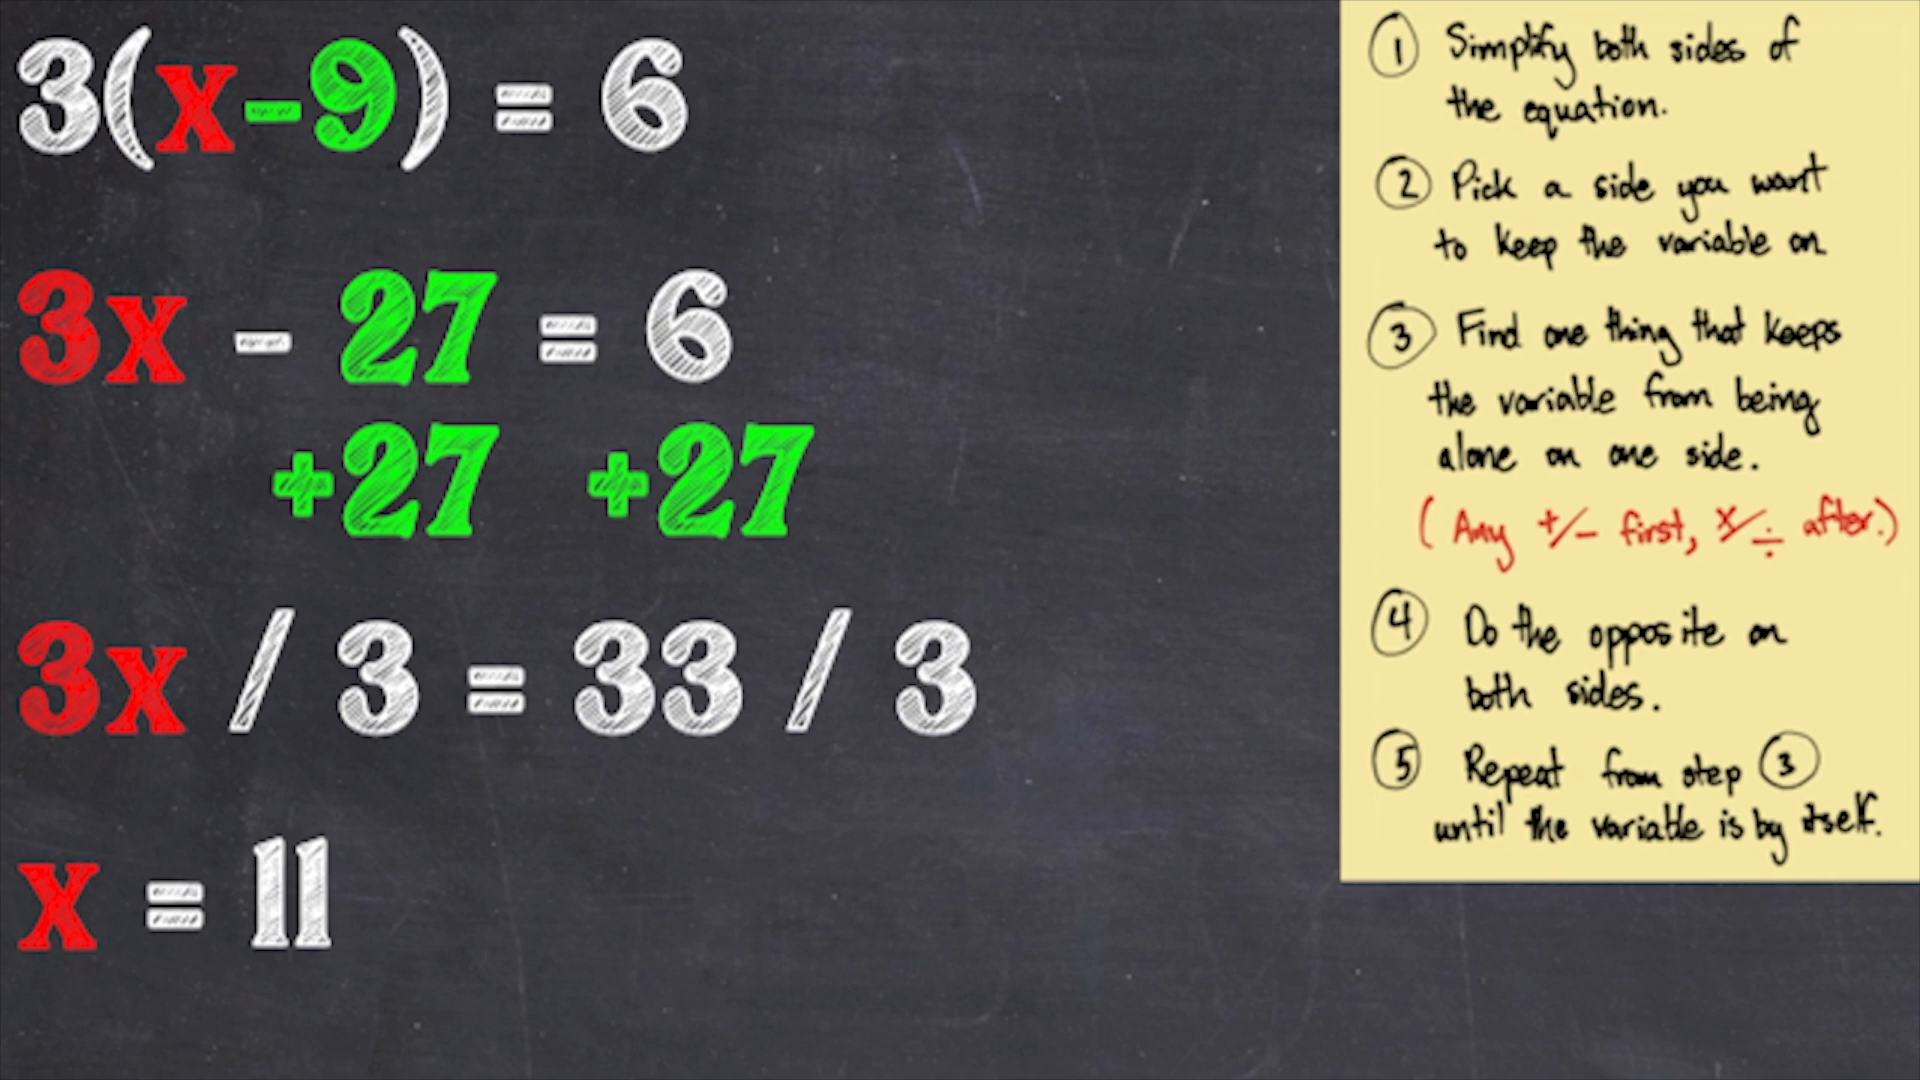 3(x-9) = 6
3x - 27 = 6
+27 +27
3x / 3 = 33 / 3
x = 11
① Simplify both sides of
the equation.
② Pick a side you want
to keep the variable on
③ Find one thing that keeps
the variable from being
alone on one side.
(Any +/- first, x/÷ after.)
④ Do the opposite on
both sides.
⑤ Repeat from step ③
until the variable is by itself.